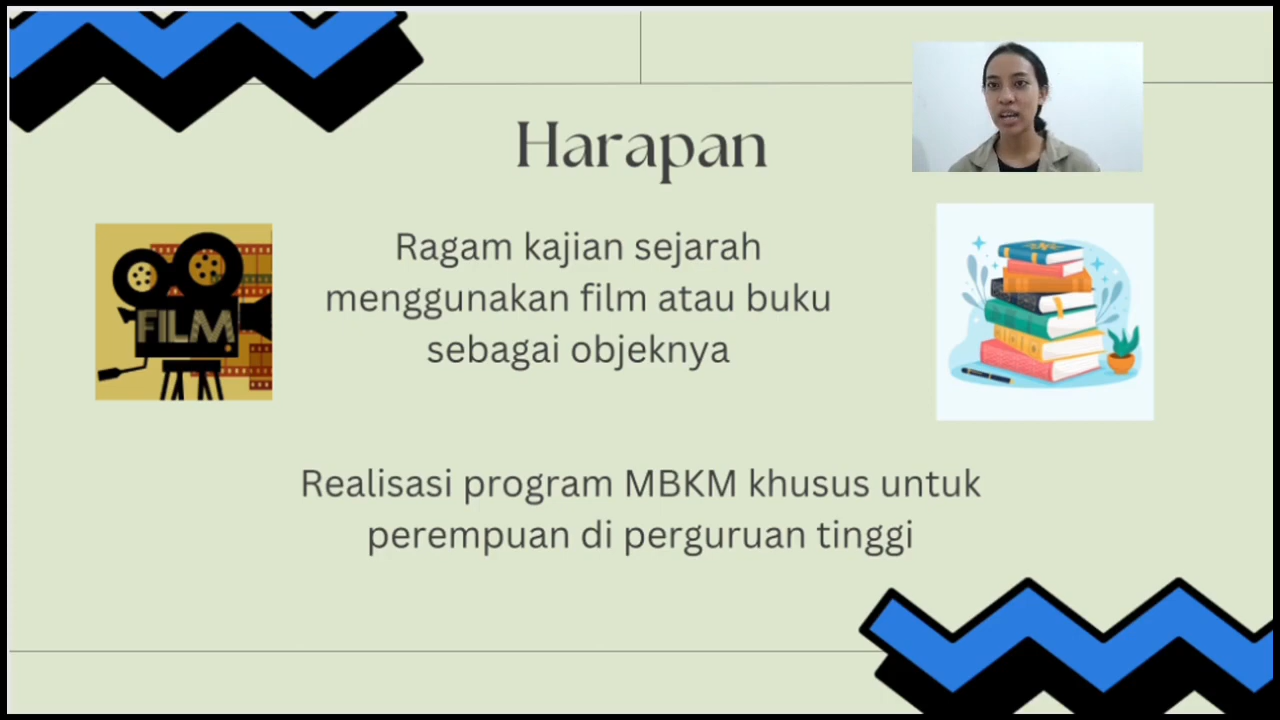 Harapan
Ragam kajian sejarah
menggunakan film atau buku
sebagai objeknya
FILM
Realisasi program MBKM khusus untuk
perempuan di perguruan tinggi